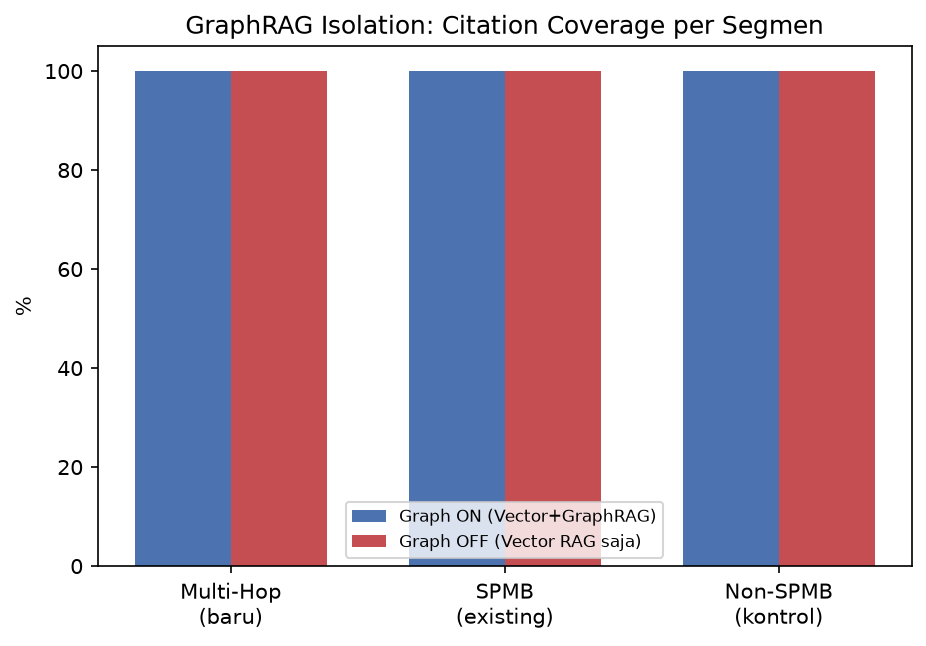 GraphRAG Isolation: Citation Coverage per Segmen
%
100
80
60
40
20
0
Graph ON (Vector+GraphRAG)
Graph OFF (Vector RAG saja)
Multi-Hop
(baru)
SPMB
(existing)
Non-SPMB
(kontrol)